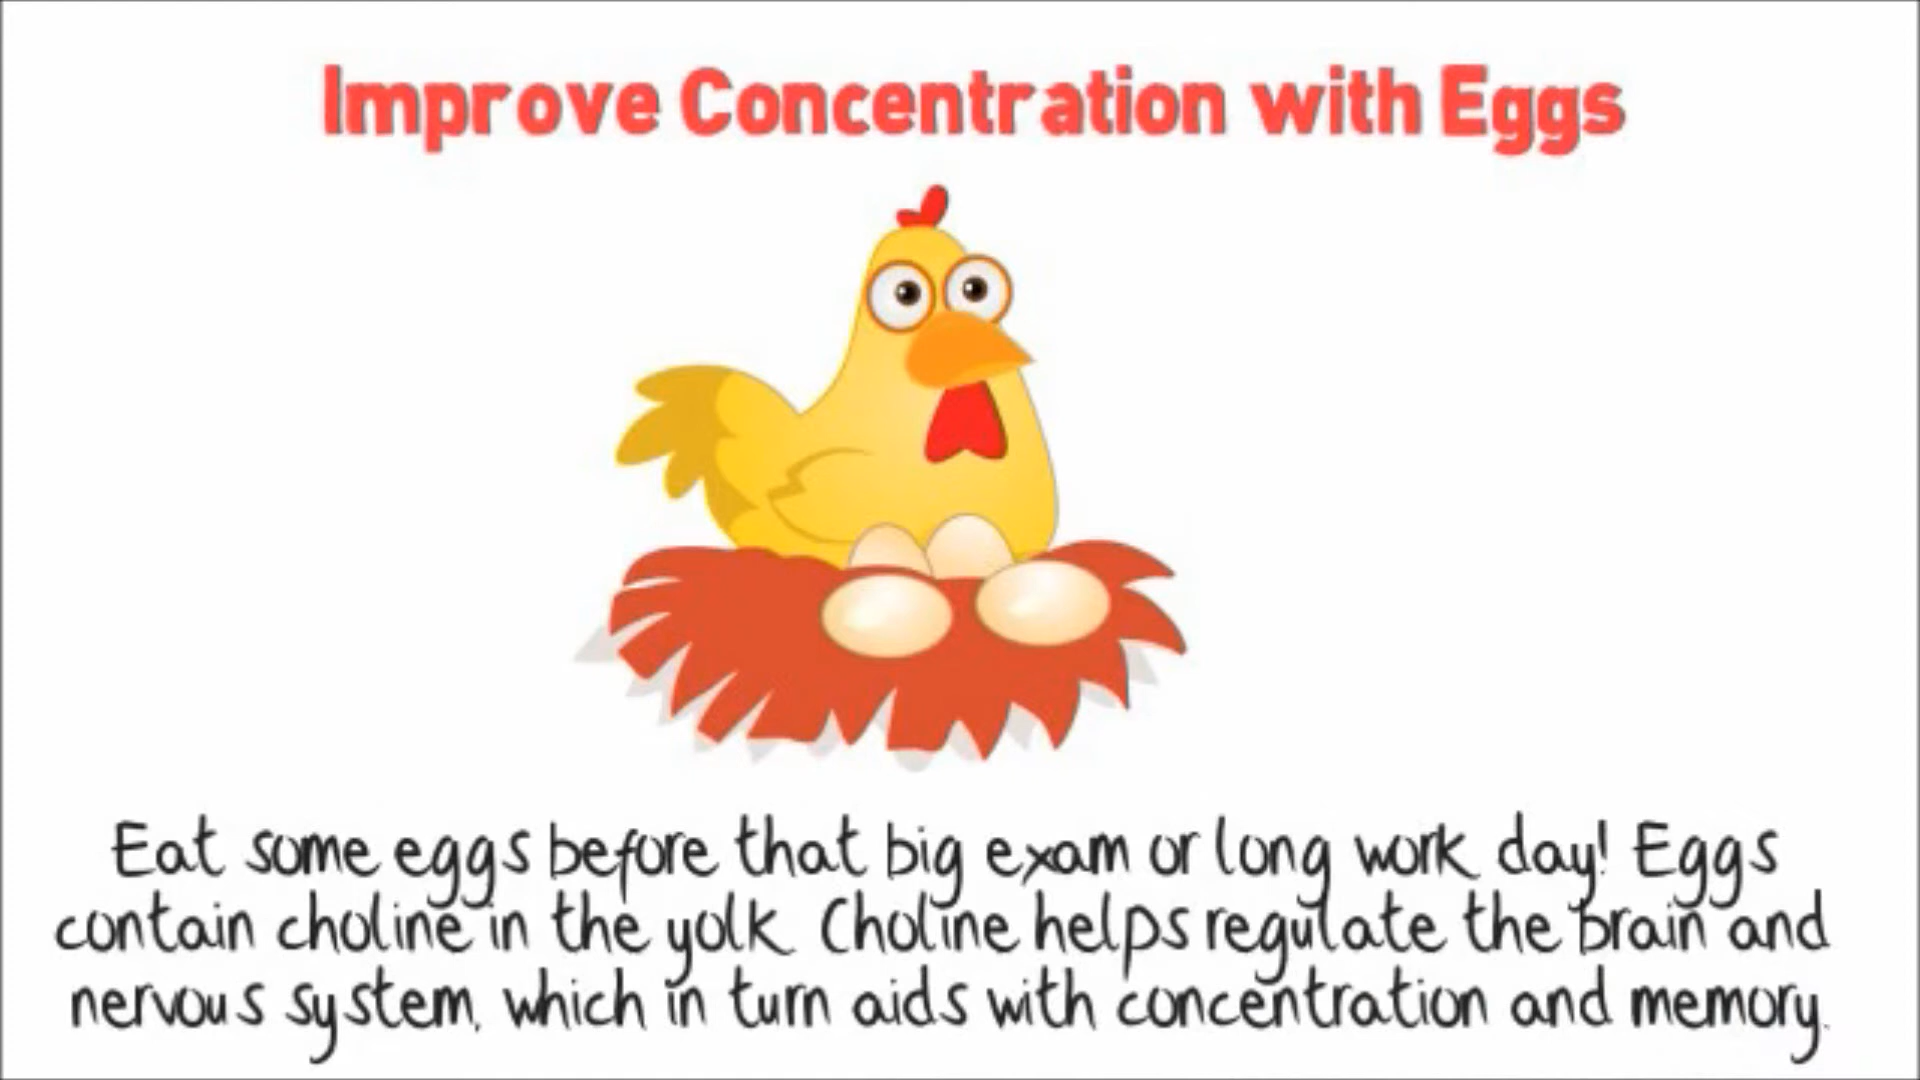 Improve Concentration with Eggs
Eat some eggs before that big exam or long work day! Eggs
contain choline in the yolk. Choline helps regulate the brain and
nervous system, which in turn aids with concentration and memory.